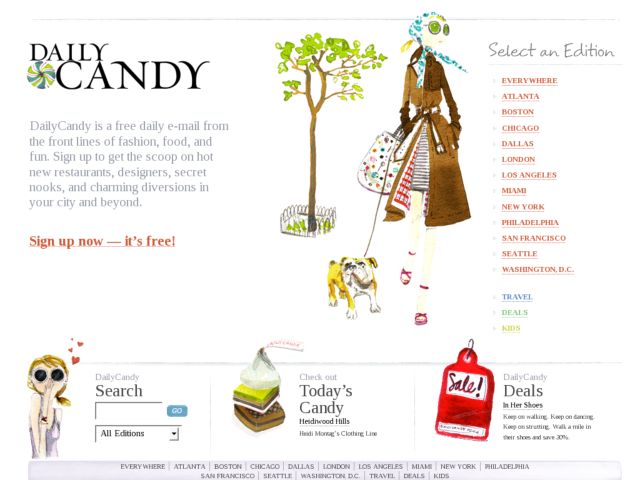 DAILY
CANDY
DailyCandy is a free daily e-mail from
the front lines of fashion, food, and
fun. Sign up to get the scoop on hot
new restaurants, designers, secret
nooks, and charming diversions in
your city and beyond.
Sign up now — it's free!
Select an Edition
EVERYWHERE
ATLANTA
BOSTON
CHICAGO
DALLAS
LONDON
LOS ANGELES
MIAMI
NEW YORK
PHILADELPHIA
SAN FRANCISCO
SEATTLE
WASHINGTON, D.C.
TRAVEL
DEALS
KIDS
DailyCandy
Search
GO
All Editions
Check out
Today's
Candy
Heidiwood Hills
Heidi Montag's Clothing Line
Sale!
DailyCandy
Deals
In Her Shoes
Keep on walking. Keep on dancing.
Keep on strutting. Walk a mile in
their shoes and save 30%.
EVERYWHERE | ATLANTA | BOSTON | CHICAGO | DALLAS | LONDON | LOS ANGELES | MIAMI | NEW YORK | PHILADELPHIA
SAN FRANCISCO | SEATTLE | WASHINGTON, D.C. | TRAVEL | DEALS | KIDS